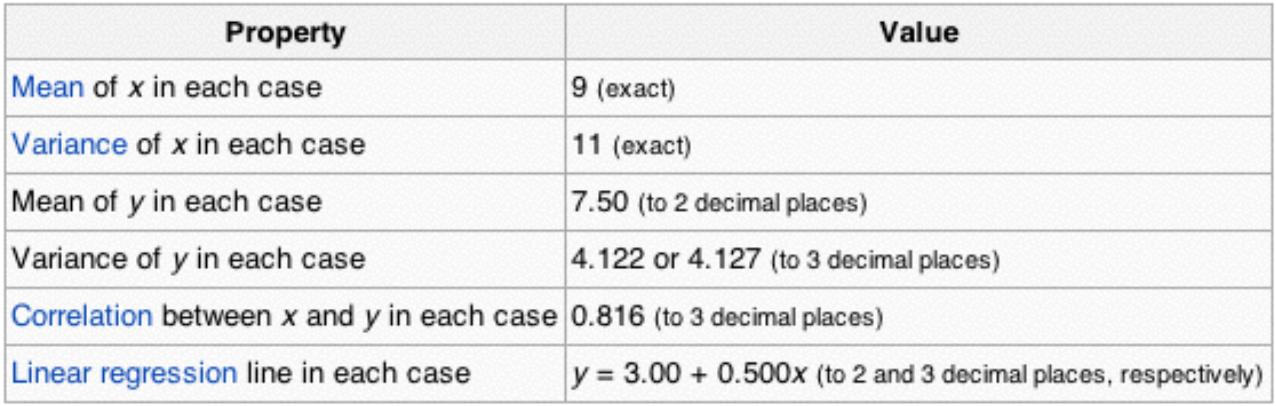 Property Value
Mean of x in each case 9 (exact)
Variance of x in each case 11 (exact)
Mean of y in each case 7.50 (to 2 decimal places)
Variance of y in each case 4.122 or 4.127 (to 3 decimal places)
Correlation between x and y in each case 0.816 (to 3 decimal places)
Linear regression line in each case y = 3.00 + 0.500x (to 2 and 3 decimal places, respectively)